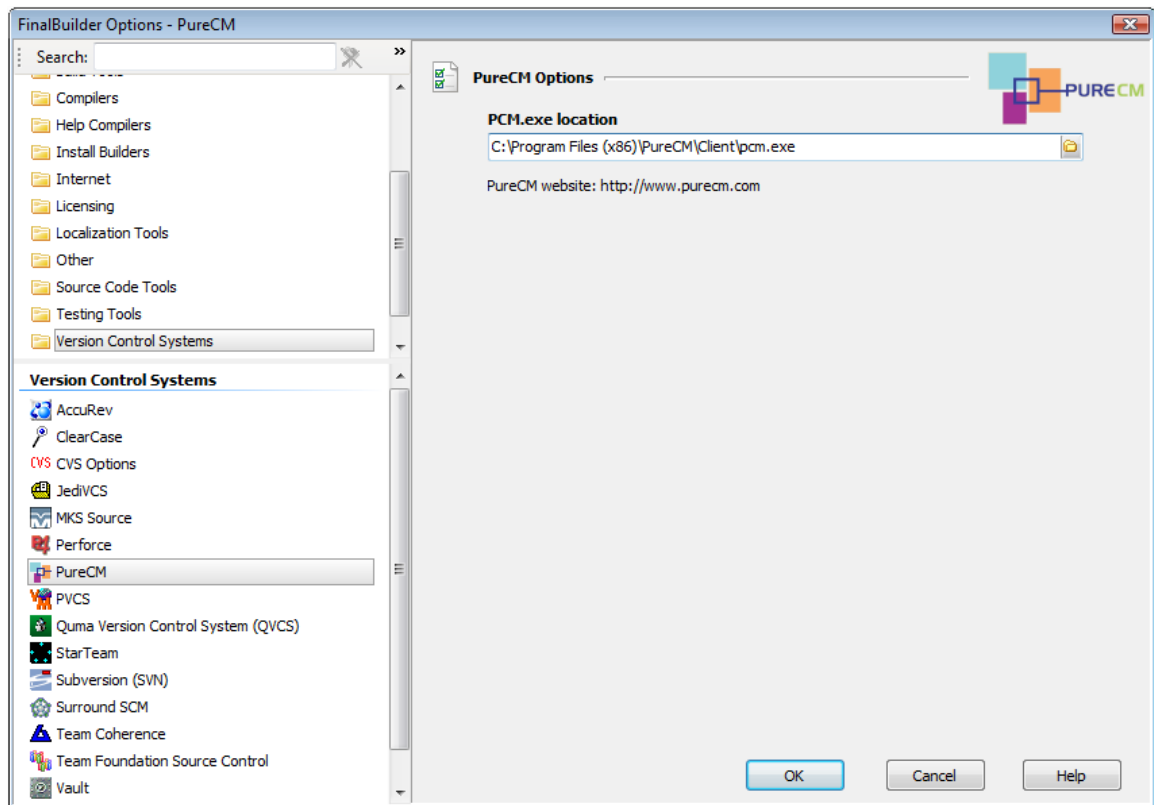 FinalBuilder Options - PureCM
Search:
»
Build Tools
Compilers
Help Compilers
Install Builders
Internet
Licensing
Localization Tools
Other
Source Code Tools
Testing Tools
Version Control Systems
Version Control Systems
AccuRev
ClearCase
CVS CVS Options
JediVCS
MKS Source
Perforce
PureCM
PVCS
Quma Version Control System (QVCS)
StarTeam
Subversion (SVN)
Surround SCM
Team Coherence
Team Foundation Source Control
Vault
PureCM Options
PURECM
PCM.exe location
C:\Program Files (x86)\PureCM\Client\pcm.exe
PureCM website: http://www.purecm.com
OK
Cancel
Help